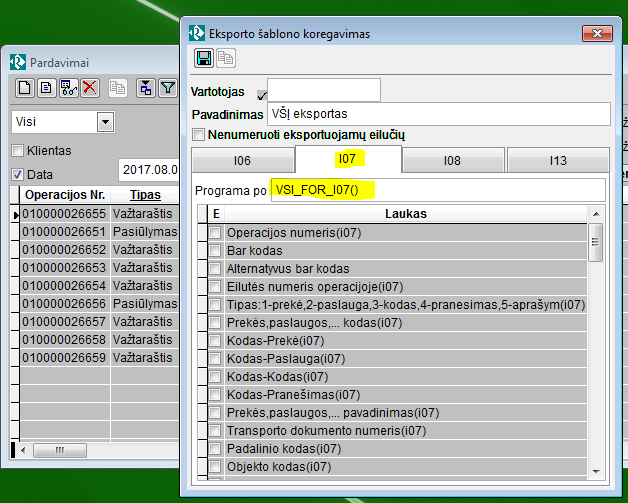 Pardavimai
Visi
Klientas
Data
2017.08.0
Operacijos Nr. Tipas
010000026655 Važtaraštis
010000026651 Pasiūlymas
010000026652 Važtaraštis
010000026653 Važtaraštis
010000026654 Važtaraštis
010000026656 Pasiūlymas
010000026657 Važtaraštis
010000026658 Važtaraštis
010000026659 Važtaraštis
Eksporto šablono koregavimas
Vartotojas
Pavadinimas VŠĮ eksportas
Nenumeruoti eksportuojamų eilučių
I06 I07 I08 I13
Programa po VSI_FOR_I07()
E Laukas
Operacijos numeris(i07)
Bar kodas
Alternatyvus bar kodas
Eilutės numeris operacijoje(i07)
Tipas:1-prekė,2-paslauga,3-kodas,4-pranesimas,5-aprašym(i07)
Prekės,paslaugos,... kodas(i07)
Kodas-Prekė(i07)
Kodas-Paslauga(i07)
Kodas-Kodas(i07)
Kodas-Pranešimas(i07)
Prekės,paslaugos,... pavadinimas(i07)
Transporto dokumento numeris(i07)
Padalinio kodas(i07)
Objekto kodas(i07)